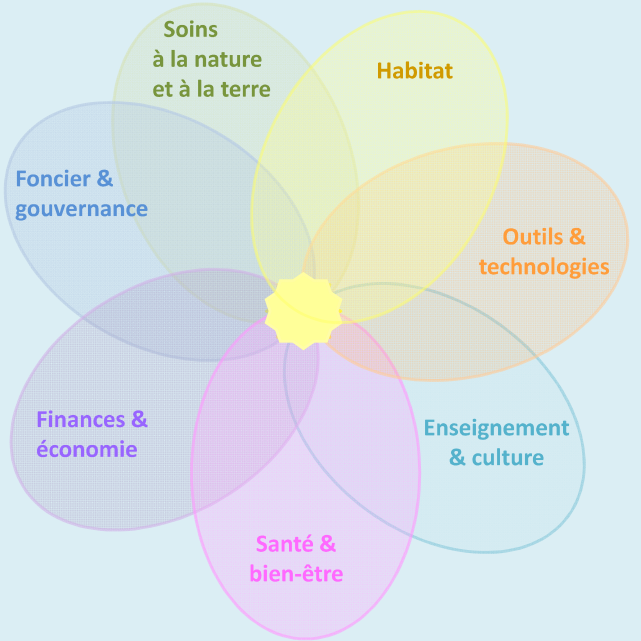 Soins
à la nature
et à la terre
Habitat
Foncier &
gouvernance
Outils &
technologies
Finances &
économie
Enseignement
& culture
Santé &
bien-être